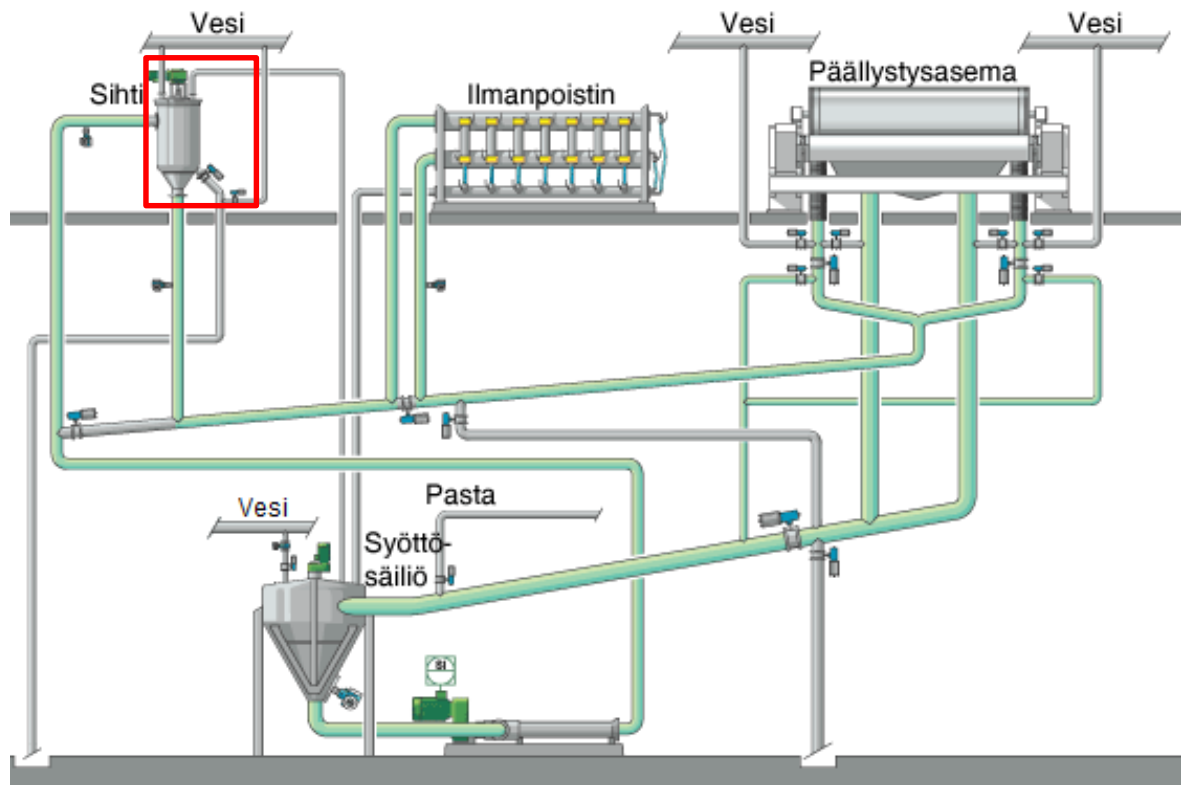 Vesi
Vesi
Vesi
Sihti
Ilmanpoistin
Päällystysasema
Pasta
Vesi
Syöttö-
säiliö
SI